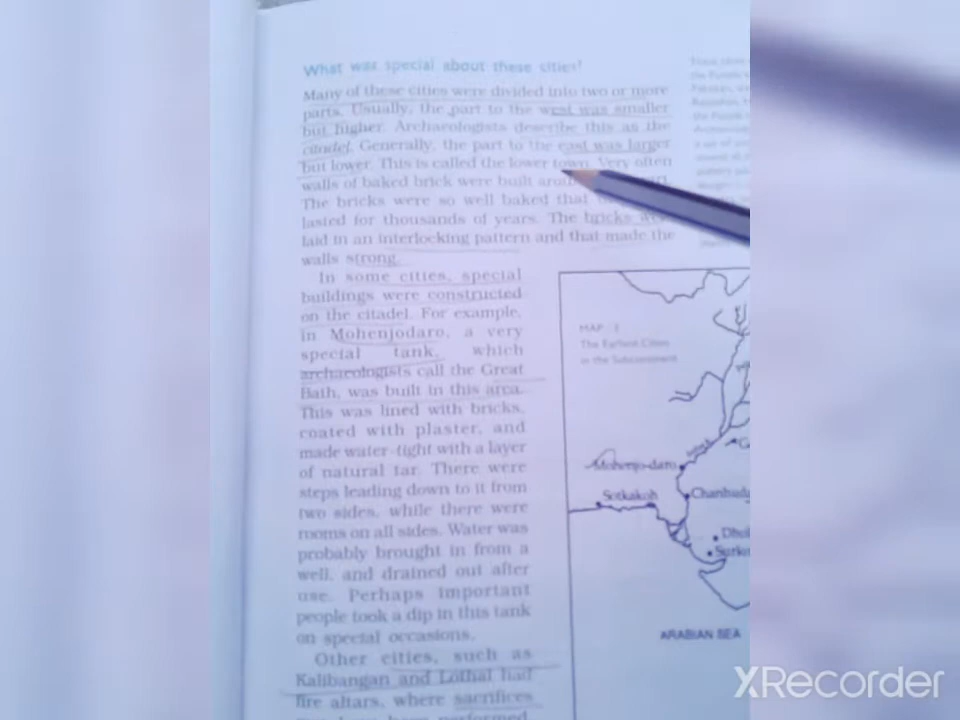 What was special about these cities?
Many of these cities were divided into two or more
parts. Usually, the part to the west was smaller
but higher. Archaeologists describe this as the
citadel. Generally, the part to the east was larger
but lower. This is called the lower town. Very often
walls of baked brick were built
The bricks were so well baked that
lasted for thousands of years. The bricks were
laid in an interlocking pattern and that made the
walls strong.
In some cities, special
buildings were constructed
on the citadel. For example,
in Mohenjodaro, a very
special tank, which
archaeologists call the Great
Bath, was built in this area.
This was lined with bricks,
coated with plaster, and
made water-tight with a layer
of natural tar. There were
steps leading down to it from
two sides, while there were
rooms on all sides. Water was
probably brought in from a
well, and drained out after
use. Perhaps important
people took a dip in this tank
on special occasions.
Other cities, such as
Kalibangan and Lothal had
fire altars, where sacrifices
MAP : 3
The Earliest Cities
in the Subcontinent
Mohenjo-daro
Sotkakoh
Chanhuda
Dhol
Surko
ARABIAN SEA
XRecorder